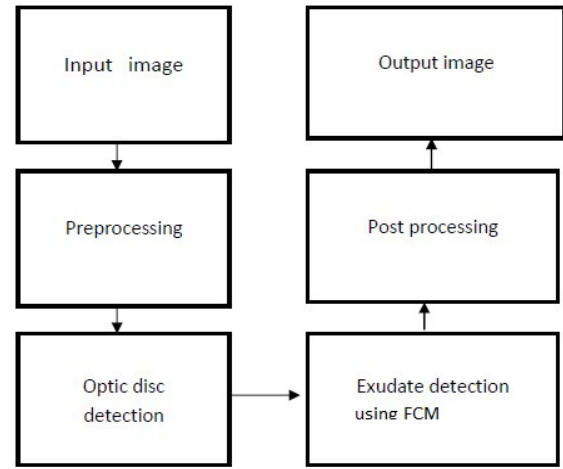 Input image
Preprocessing
Optic disc
detection
Exudate detection
using FCM
Post processing
Output image